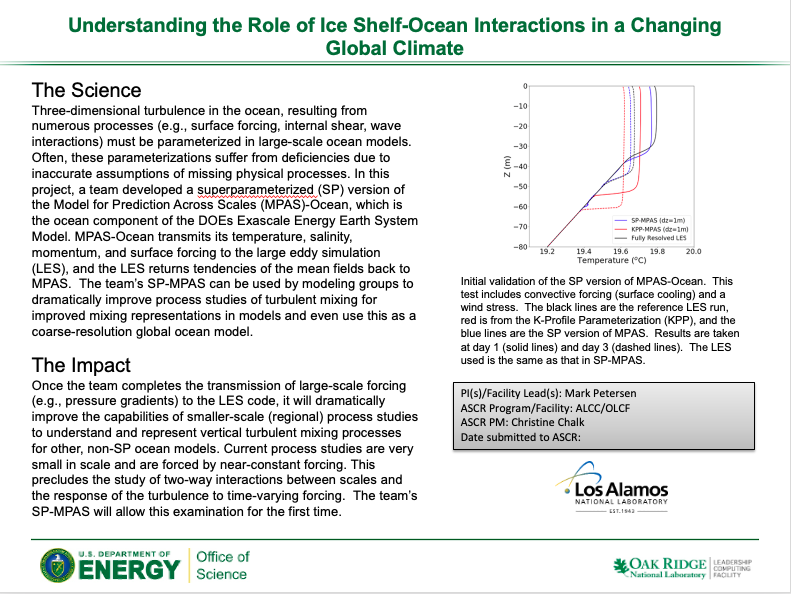 Understanding the Role of Ice Shelf-Ocean Interactions in a Changing
Global Climate
The Science
Three-dimensional turbulence in the ocean, resulting from
numerous processes (e.g., surface forcing, internal shear, wave
interactions) must be parameterized in large-scale ocean models.
Often, these parameterizations suffer from deficiencies due to
inaccurate assumptions of missing physical processes. In this
project, a team developed a superparameterized (SP) version of
the Model for Prediction Across Scales (MPAS)-Ocean, which is
the ocean component of the DOEs Exascale Energy Earth System
Model. MPAS-Ocean transmits its temperature, salinity,
momentum, and surface forcing to the large eddy simulation
(LES), and the LES returns tendencies of the mean fields back to
MPAS. The team's SP-MPAS can be used by modeling groups to
dramatically improve process studies of turbulent mixing for
improved mixing representations in models and even use this as a
coarse-resolution global ocean model.
The Impact
Once the team completes the transmission of large-scale forcing
(e.g., pressure gradients) to the LES code, it will dramatically
improve the capabilities of smaller-scale (regional) process studies
to understand and represent vertical turbulent mixing processes
for other, non-SP ocean models. Current process studies are very
small in scale and are forced by near-constant forcing. This
precludes the study of two-way interactions between scales and
the response of the turbulence to time-varying forcing. The team's
SP-MPAS will allow this examination for the first time.
0
−10
−20
−30
−40
−50
−60
−70
−80
Z (m)
SP-MPAS (dz=1m)
KPP-MPAS (dz=1m)
Fully Resolved LES
19.2 19.4 19.6 19.8 20.0
Temperature (°C)
Initial validation of the SP version of MPAS-Ocean. This
test includes convective forcing (surface cooling) and a
wind stress. The black lines are the reference LES run,
red is from the K-Profile Parameterization (KPP), and the
blue lines are the SP version of MPAS. Results are taken
at day 1 (solid lines) and day 3 (dashed lines). The LES
used is the same as that in SP-MPAS.
PI(s)/Facility Lead(s): Mark Petersen
ASCR Program/Facility: ALCC/OLCF
ASCR PM: Christine Chalk
Date submitted to ASCR:
Los Alamos
NATIONAL LABORATORY
EST.1943
U.S. DEPARTMENT OF
ENERGY
Office of
Science
OAK RIDGE
National Laboratory
LEADERSHIP
COMPUTING
FACILITY